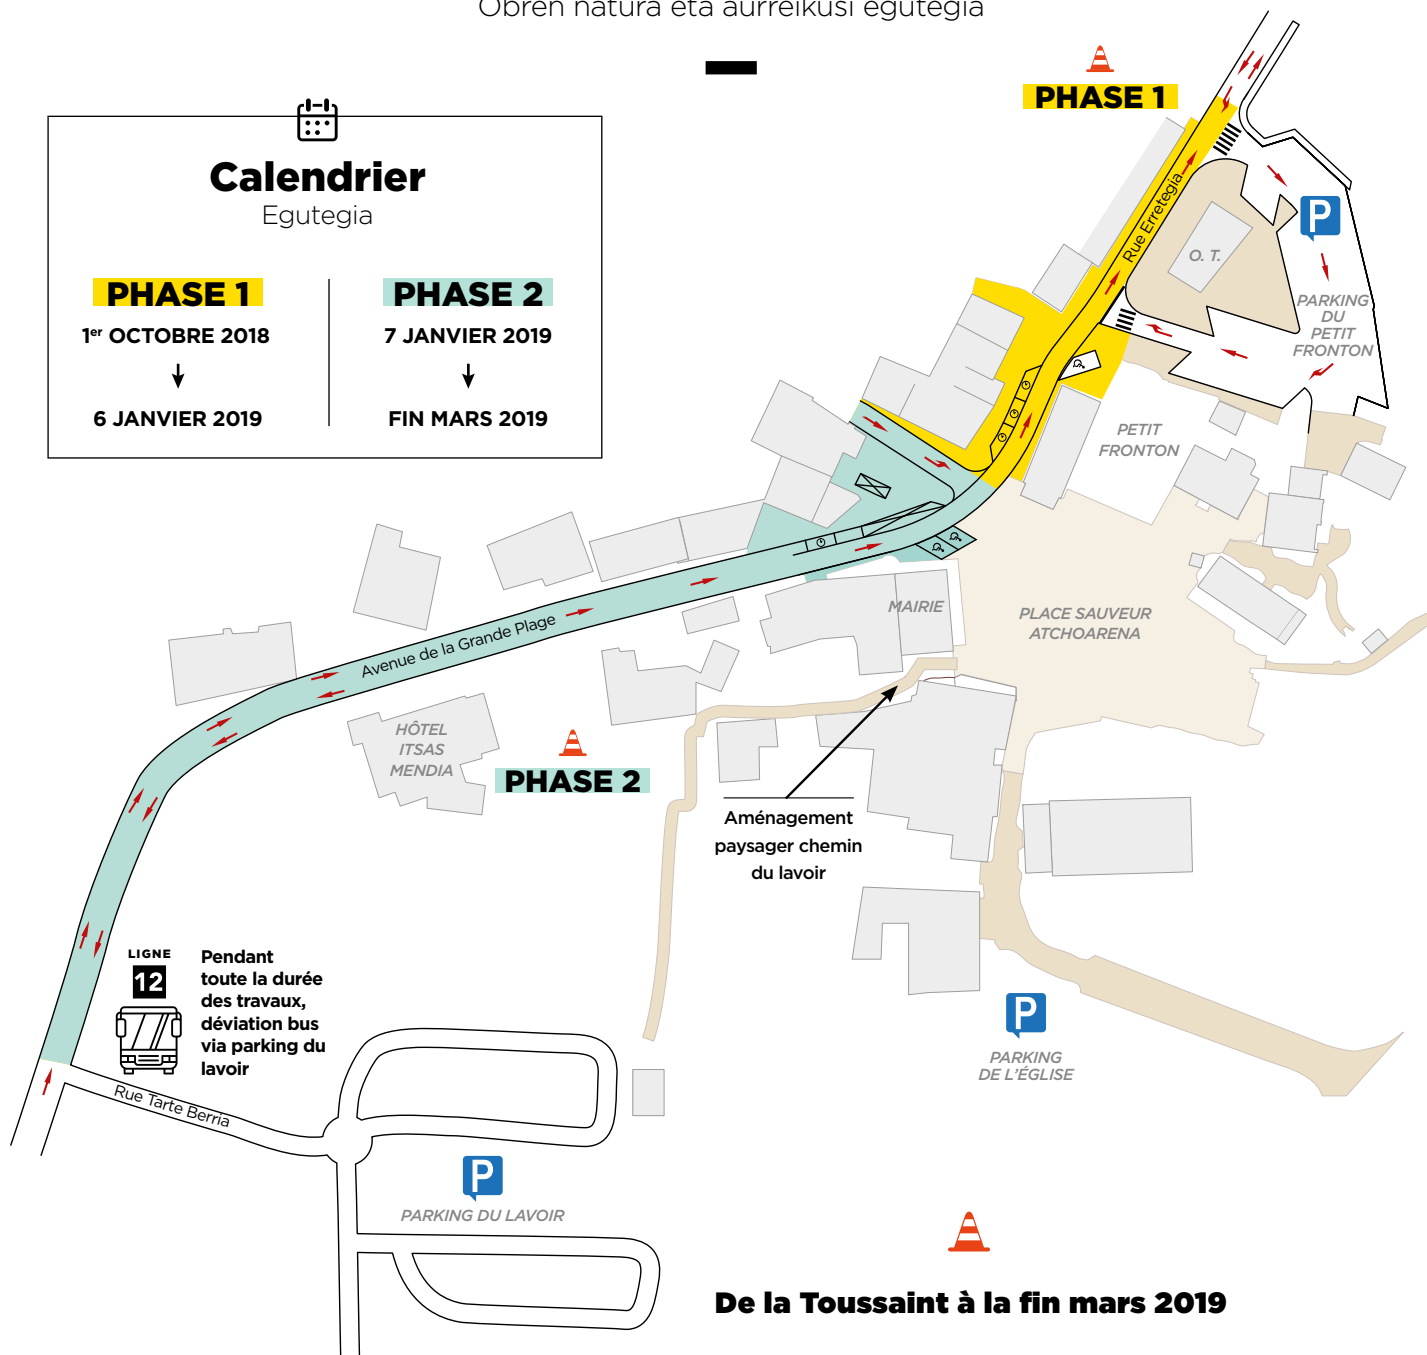 Obren natura eta aurreikusi egutegia
PHASE 1
Calendrier
Egutegia
PHASE 1
1er OCTOBRE 2018
6 JANVIER 2019
PHASE 2
7 JANVIER 2019
FIN MARS 2019
Rue Erretegia
O. T.
P
PARKING
DU
PETIT
FRONTON
PETIT
FRONTON
MAIRIE
PLACE SAUVEUR
ATCHOARENA
Avenue de la Grande Plage
HÔTEL
ITSAS
MENDIA
PHASE 2
Aménagement
paysager chemin
du lavoir
LIGNE
12
Pendant
toute la durée
des travaux,
déviation bus
via parking du
lavoir
Rue Tarte Berria
P
PARKING
DE L'ÉGLISE
P
PARKING DU LAVOIR
De la Toussaint à la fin mars 2019